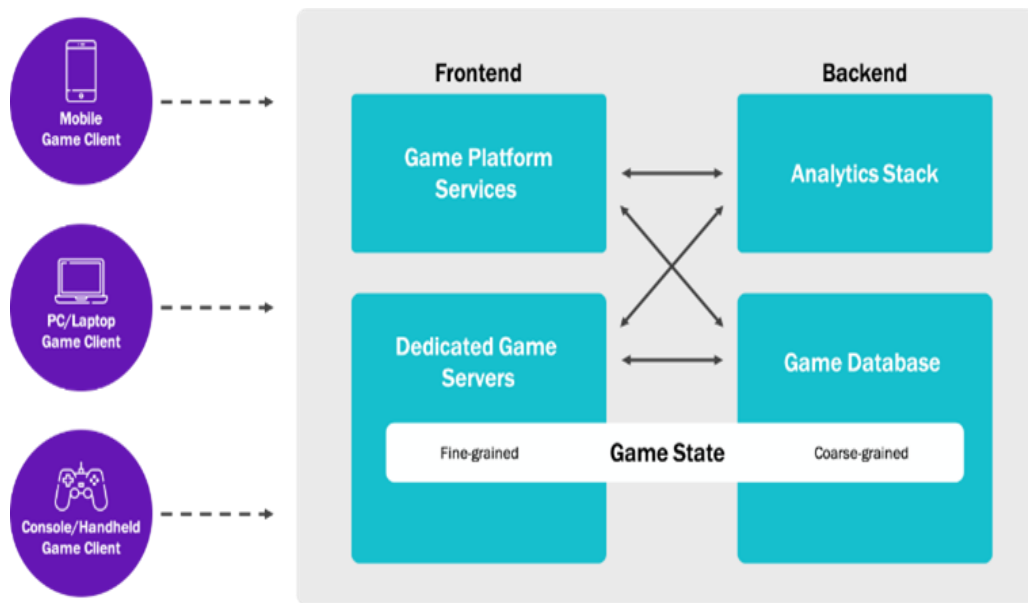 Mobile
Game Client
PC/Laptop
Game Client
Console/Handheld
Game Client
Frontend
Backend
Game Platform
Services
Analytics Stack
Dedicated Game
Servers
Game Database
Fine-grained
Game State
Coarse-grained